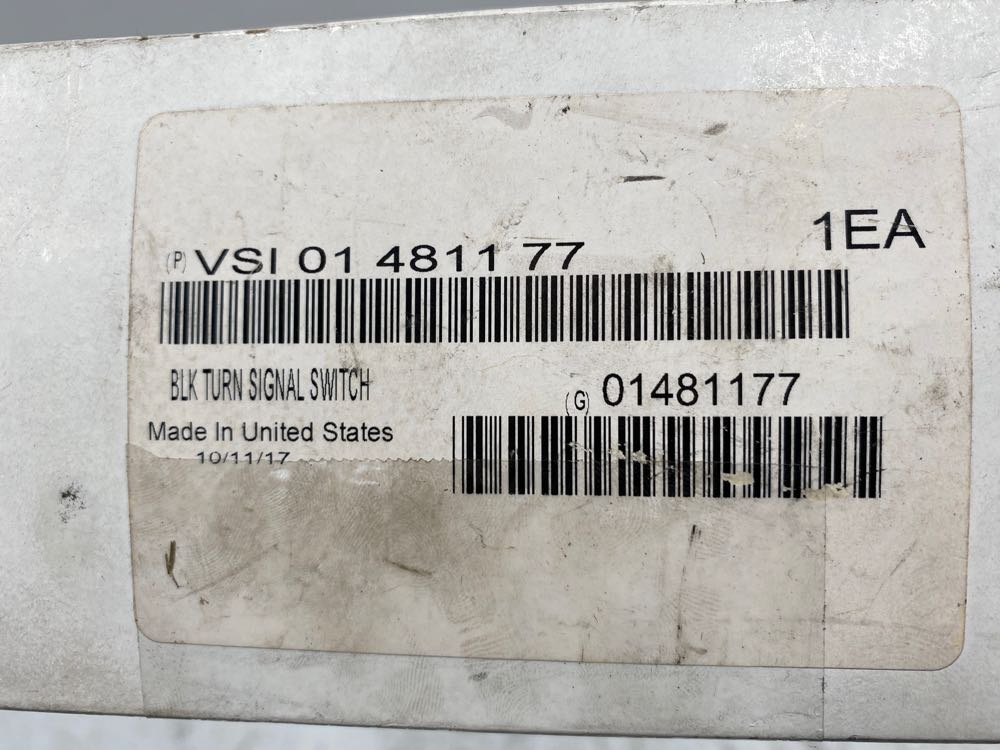 1EA
(P) VSI 01 4811 77
BLK TURN SIGNAL SWITCH
(G) 01481177
Made In United States
10/11/17